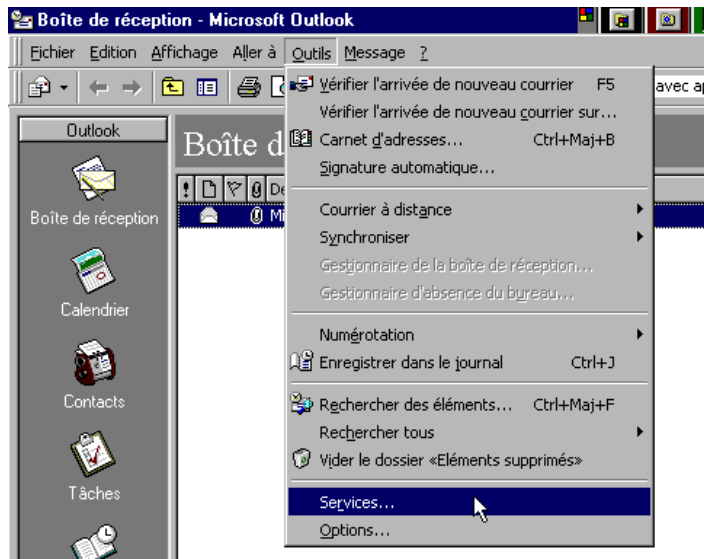 Boîte de réception - Microsoft Outlook
Fichier Edition Affichage Aller à Outils Message ?
Vérifier l'arrivée de nouveau courrier F5
avec
Vérifier l'arrivée de nouveau courrier sur...
Outlook
Boîte d
Carnet d'adresses... Ctrl+Maj+B
Signature automatique...
! De
Boîte de réception
Mi
Courrier à distance
Synchroniser
Gestionnaire de la boîte de réception...
Gestionnaire d'absence du bureau...
Calendrier
Numérotation
Enregistrer dans le journal Ctrl+J
Contacts
Rechercher des éléments... Ctrl+Maj+F
Rechercher tous
Vider le dossier «Eléments supprimés»
Tâches
Services...
Options...